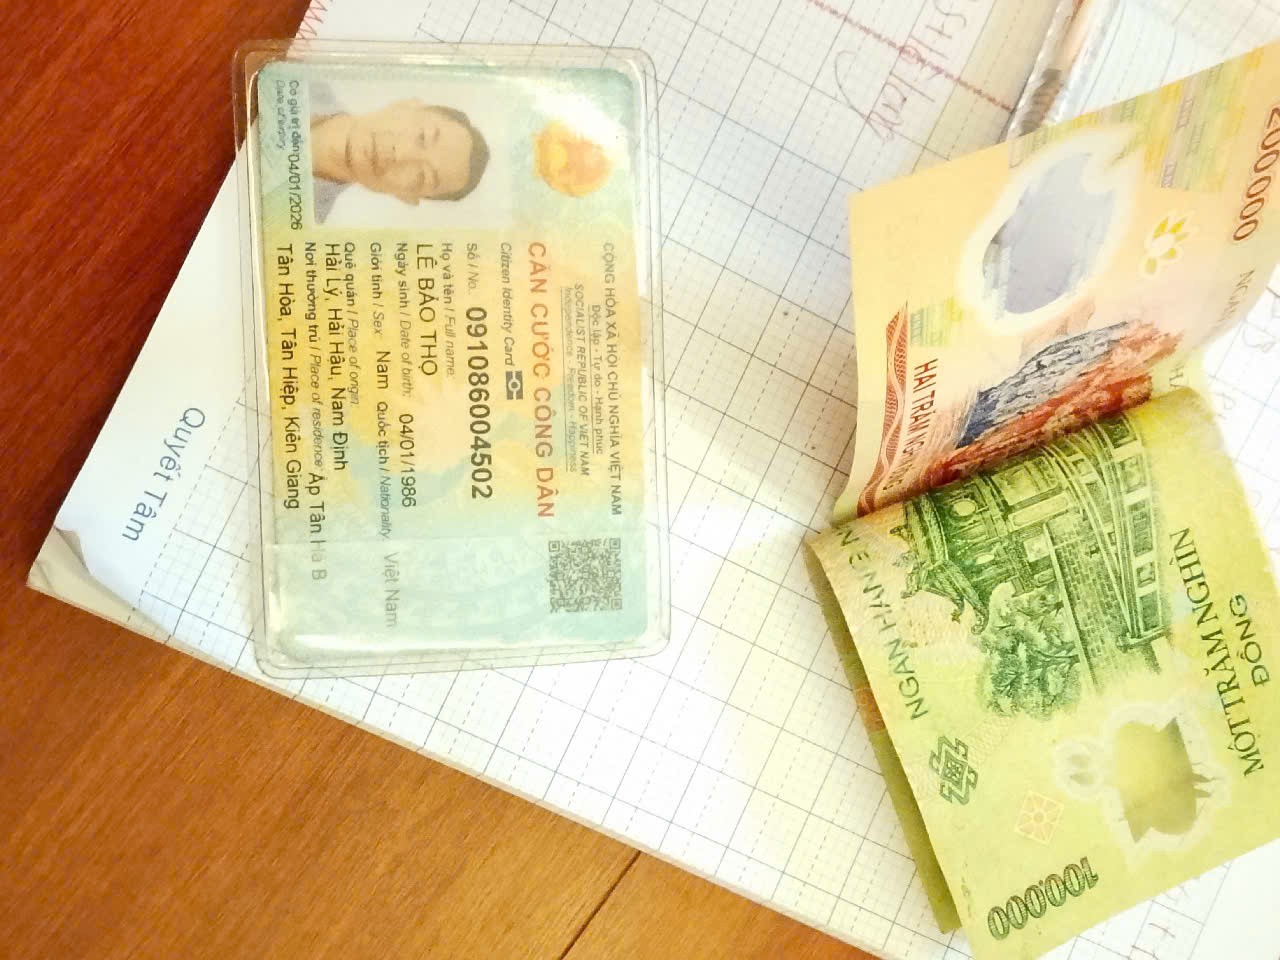 200000
NGÂN
HAI TRĂM NGHÌN ĐỒNG
MỘT TRĂM NGHÌN
ĐỒNG
100000
NGÂN HÀN
CỘNG HÒA XÃ HỘI CHỦ NGHĨA VIỆT NAM
Độc lập - Tự do - Hạnh phúc
SOCIALIST REPUBLIC OF VIET NAM
Independence - Freedom - Happiness
CĂN CƯỚC CÔNG DÂN
Citizen Identity Card
Số / No.: 091086004502
Họ và tên / Full name:
LÊ BẢO THỌ
Ngày sinh / Date of birth: 04/01/1986
Giới tính / Sex: Nam Quốc tịch / Nationality: Việt Nam
Quê quán / Place of origin:
Hải Lý, Hải Hậu, Nam Định
Nơi thường trú / Place of residence: Ấp Tân Hà B
Tân Hòa, Tân Hiệp, Kiên Giang
Có giá trị đến: 04/01/2026
Date of expiry
Quyết Tâm